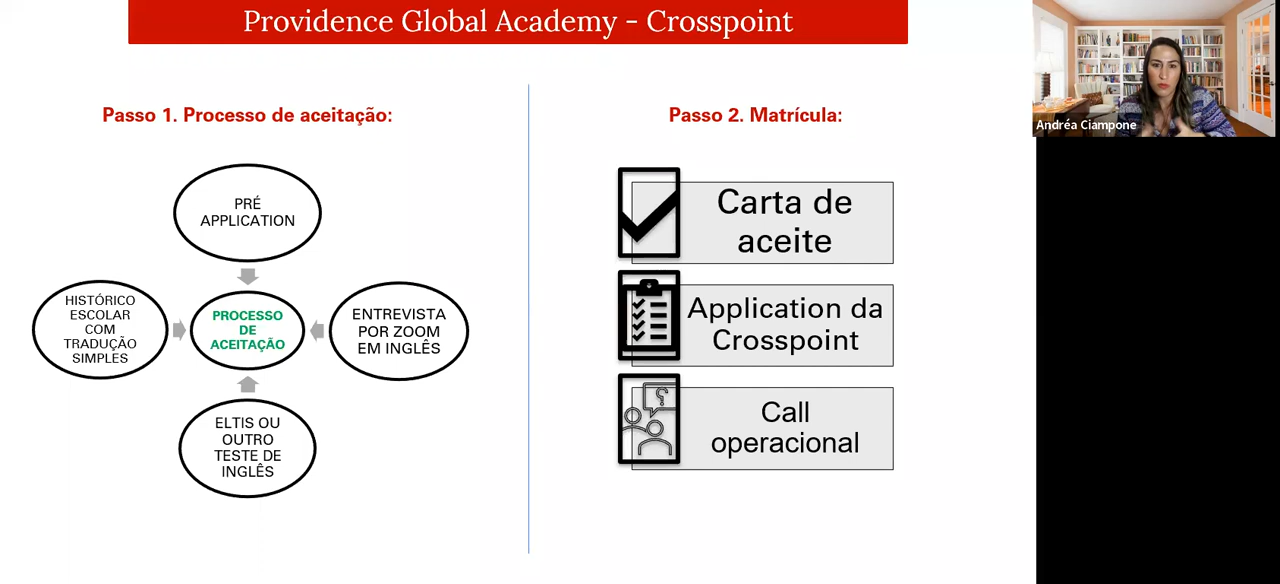 Providence Global Academy - Crosspoint
Andréa Ciampone
Passo 1. Processo de aceitação:
PRÉ
APPLICATION
HISTÓRICO
ESCOLAR
COM
TRADUÇÃO
SIMPLES
PROCESSO
DE
ACEITAÇÃO
ENTREVISTA
POR ZOOM
EM INGLÊS
ELTIS OU
OUTRO
TESTE DE
INGLÊS
Passo 2. Matrícula:
Carta de
aceite
Application da
Crosspoint
?
Call
operacional